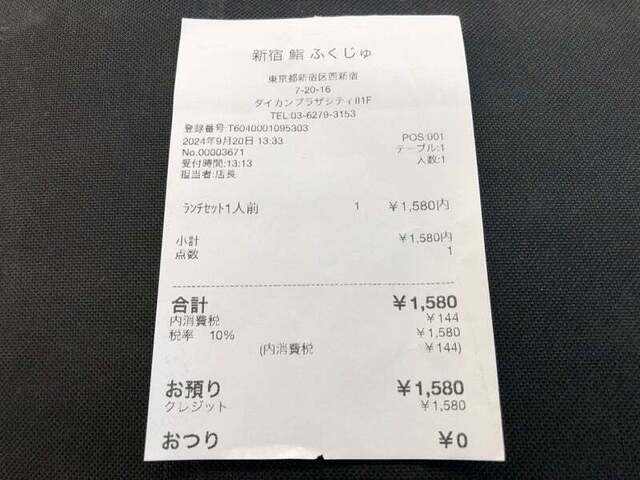 新宿 鮨 ふくじゅ
東京都新宿区西新宿
7-20-16
ダイカンプラザシティII1F
TEL:03-6279-3153
登録番号:T6040001095303
2024年9月20日 13:33 POS:001
No.00003671 テーブル:1
受付時間:13:13 人数:1
担当者:店長
ランチセット1人前 1 ¥1,580内
小計 ¥1,580内
点数 1
合計 ¥1,580
内消費税 ¥144
税率 10% ¥1,580
(内消費税 ¥144)
お預り ¥1,580
クレジット ¥1,580
おつり ¥0